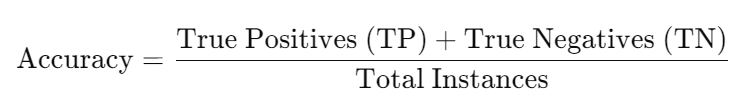 Accuracy = True Positives (TP) + True Negatives (TN)
Total Instances